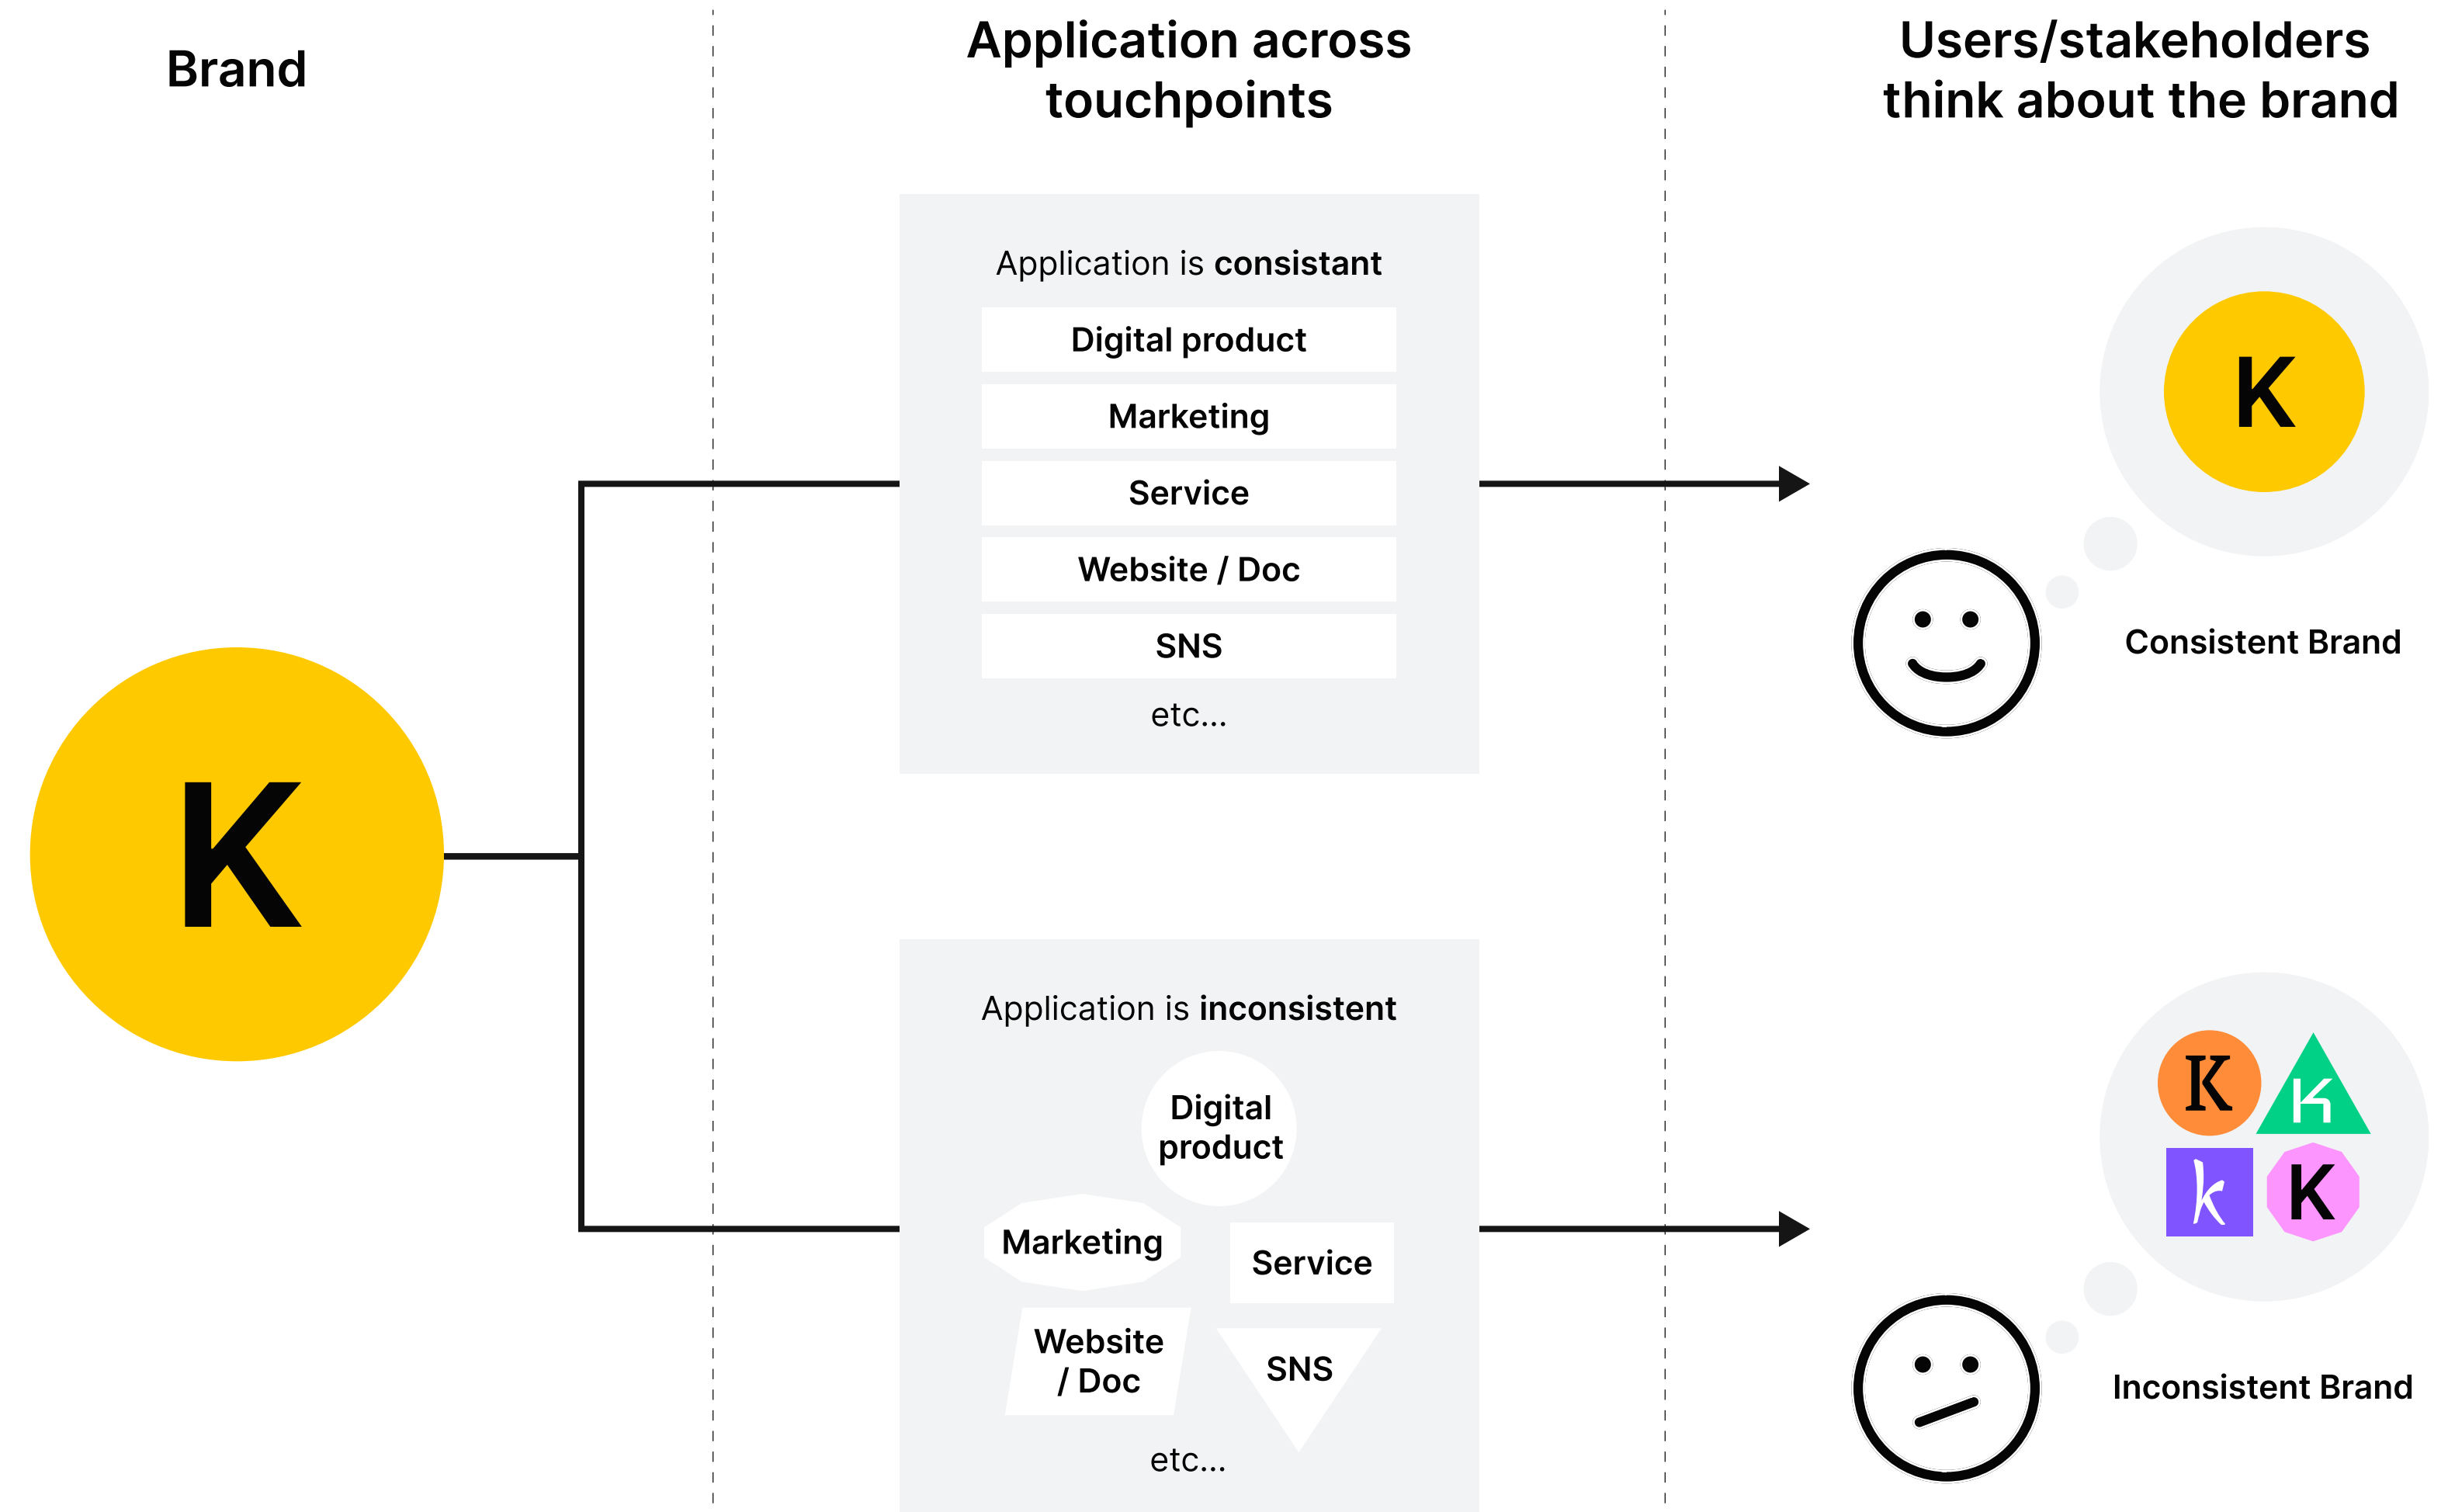 Brand
Application across
touchpoints
Users/stakeholders
think about the brand
K
Application is consistant
Digital product
Marketing
Service
Website / Doc
SNS
etc...
K
Consistent Brand
Application is inconsistent
Digital
product
Marketing
Service
Website
/ Doc
SNS
etc...
K
K
k
K
Inconsistent Brand